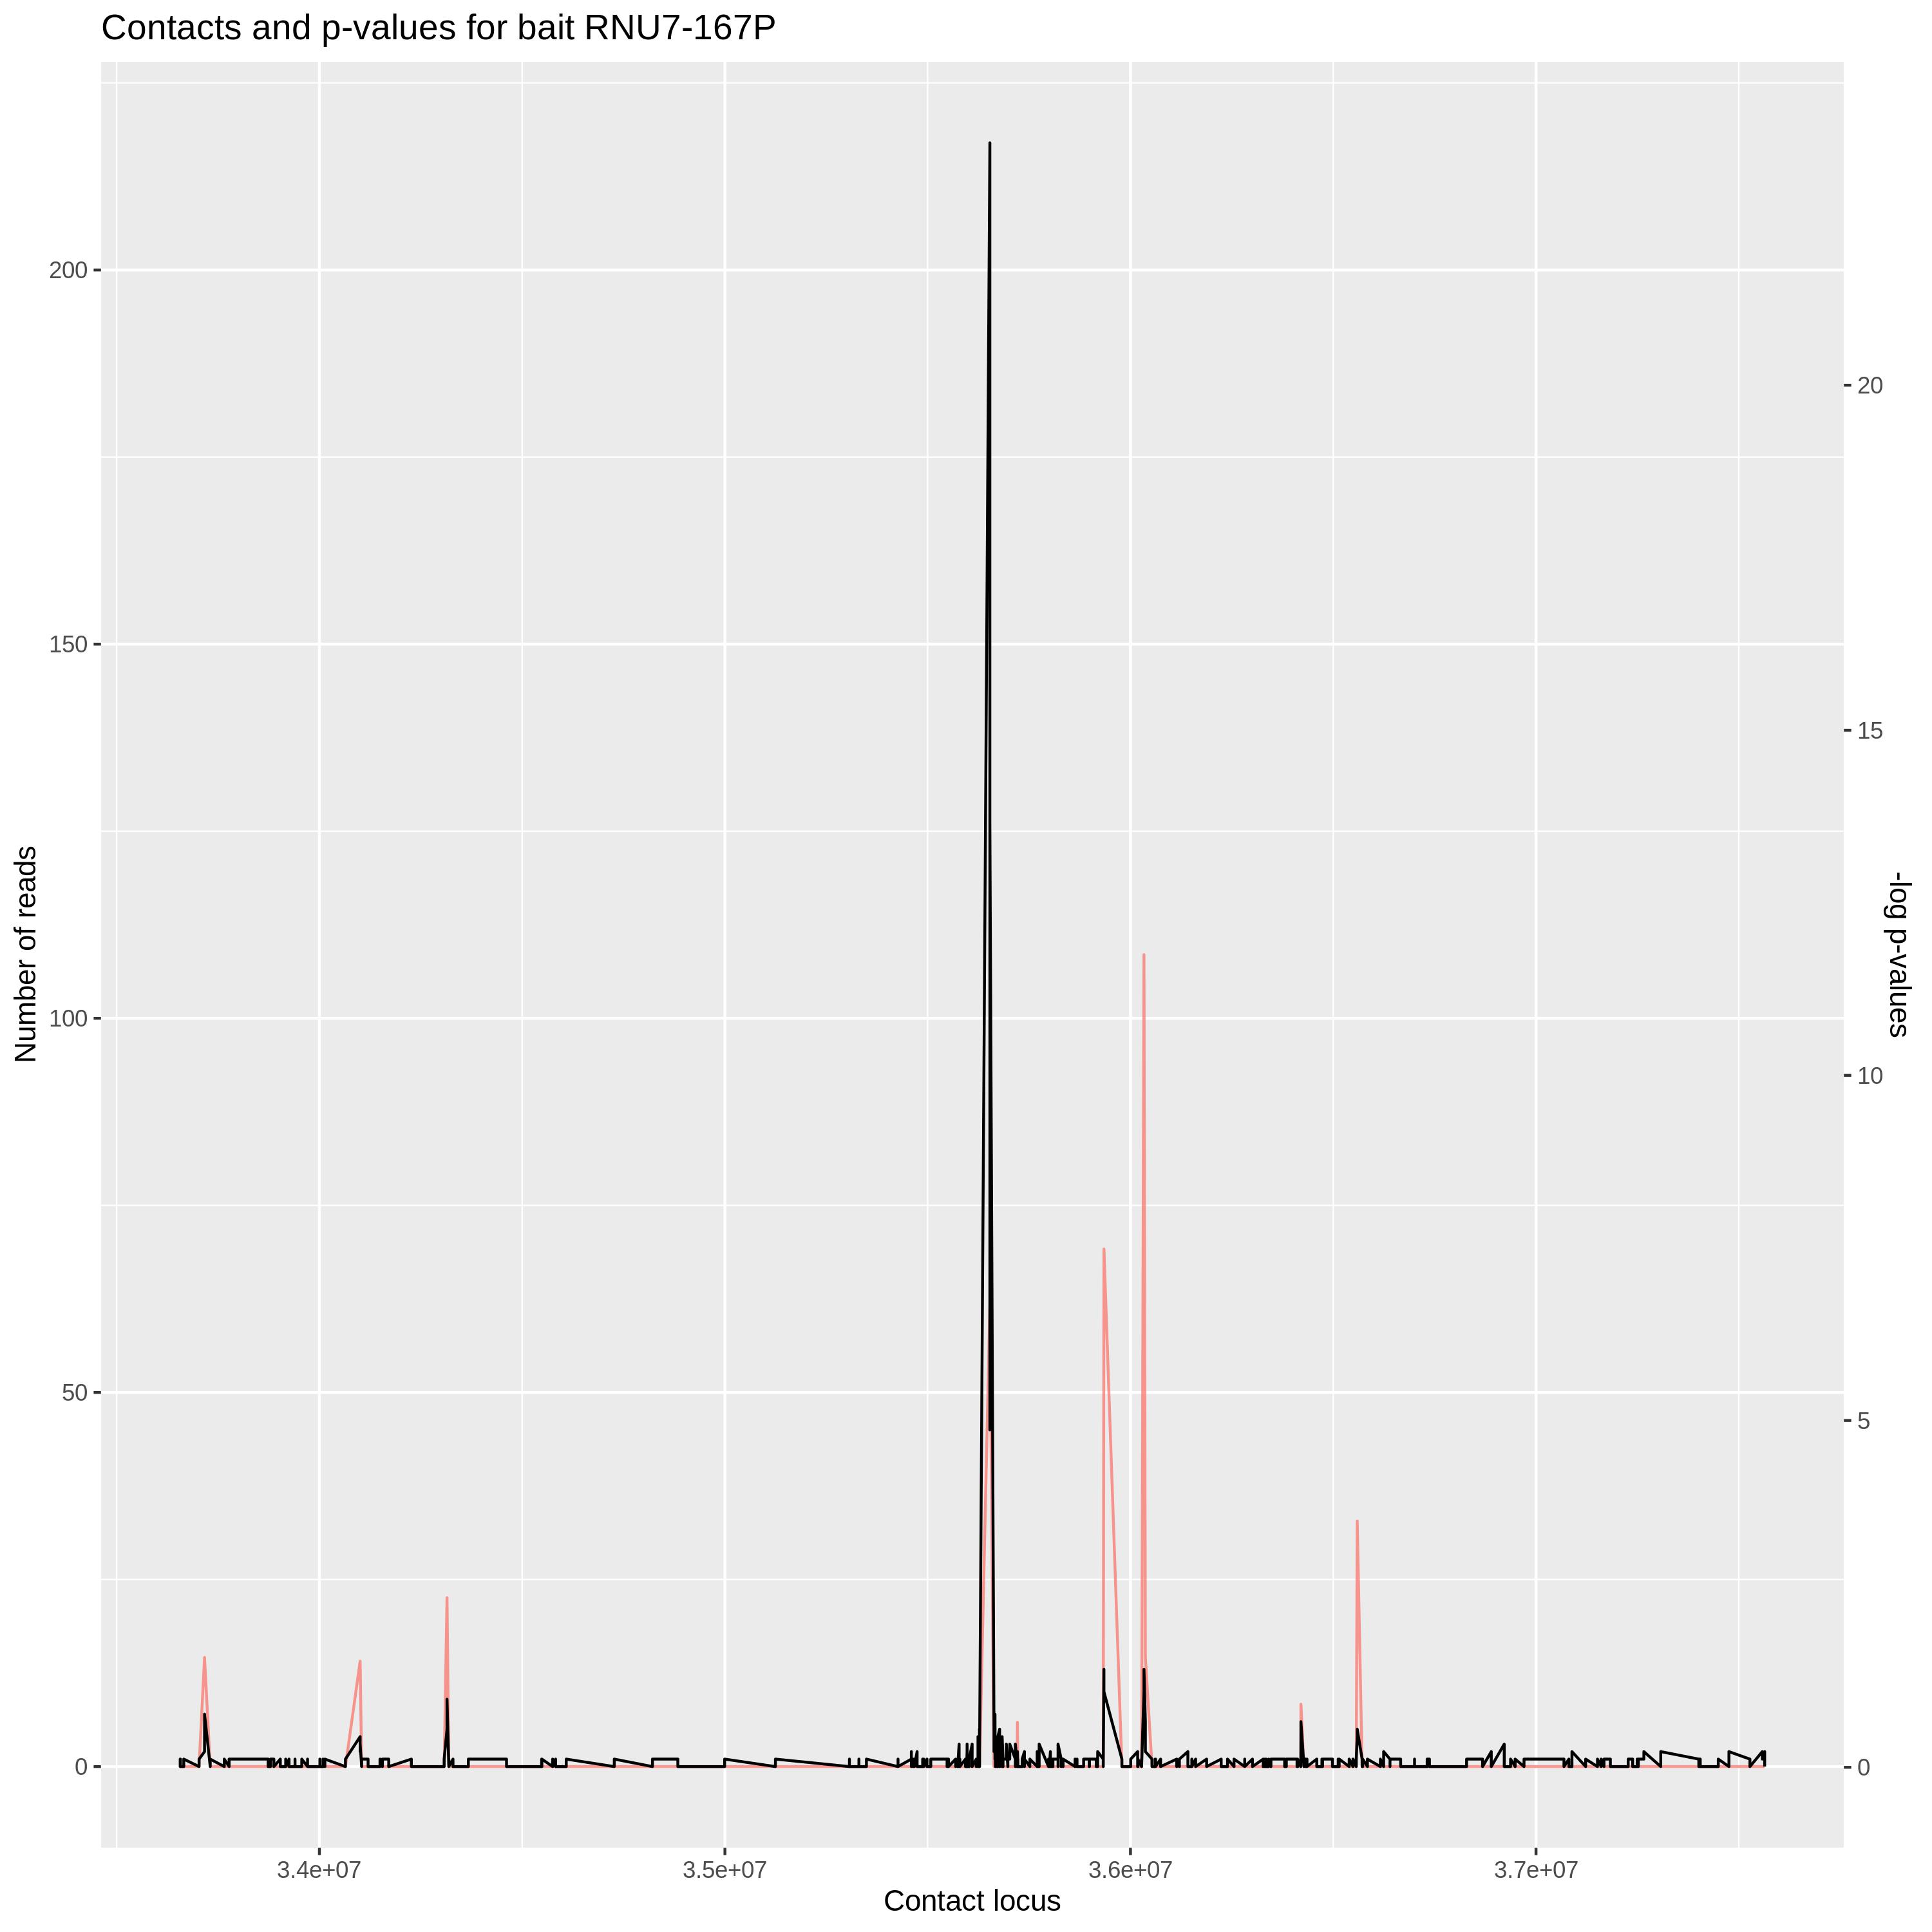 Contacts and p-values for bait RNU7-167P
Number of reads
200
150
100
50
0
20
15
10
5
0
-log p-values
3.4e+07
3.5e+07
3.6e+07
3.7e+07
Contact locus